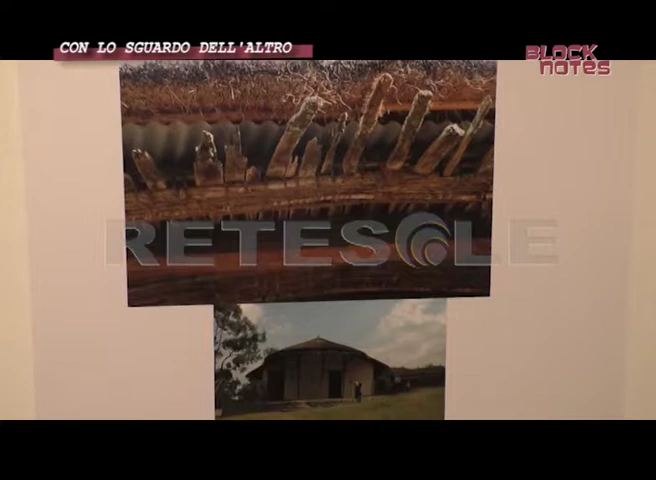 CON LO SGUARDO DELL'ALTRO
BLOCK
NOTES
RETESOLE